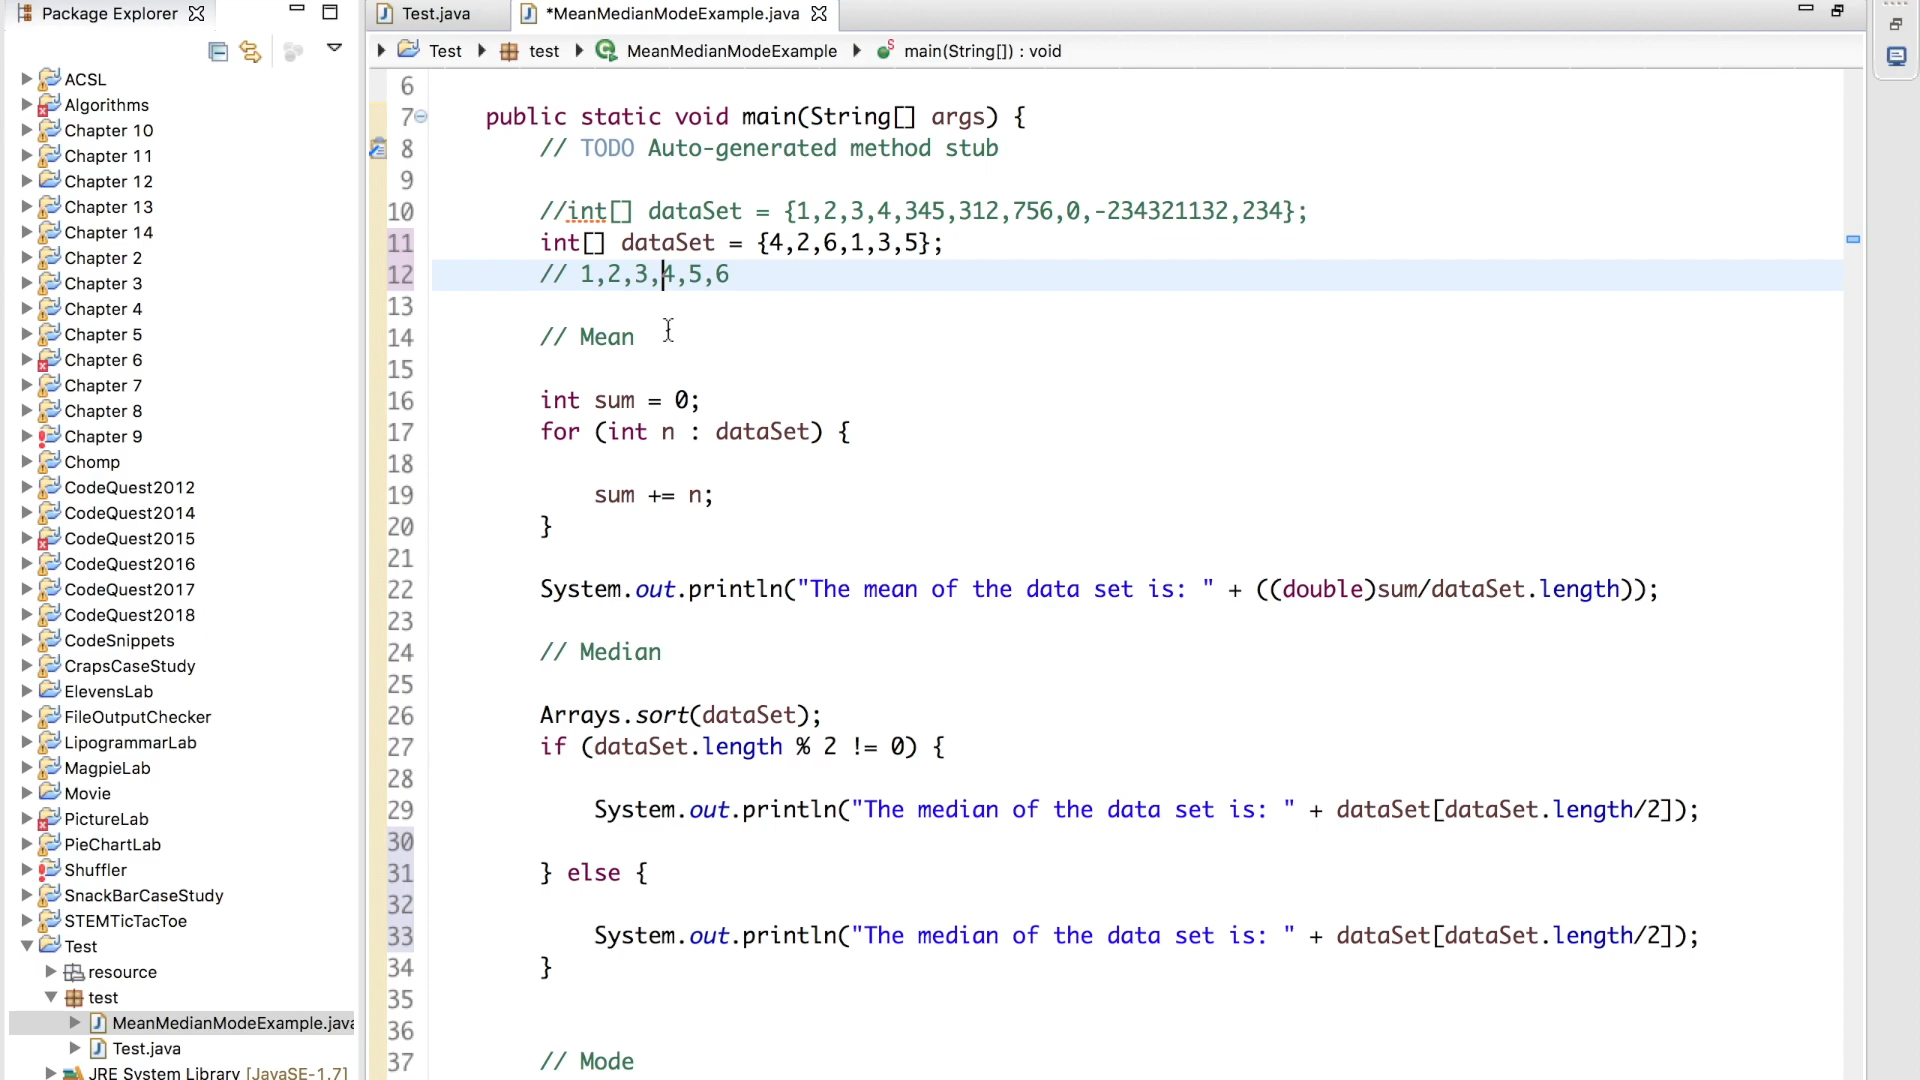 Package Explorer
Test.java
*MeanMedianModeExample.java
Test
test
MeanMedianModeExample
main(String[]) : void
ACSL
Algorithms
Chapter 10
Chapter 11
Chapter 12
Chapter 13
Chapter 14
Chapter 2
Chapter 3
Chapter 4
Chapter 5
Chapter 6
Chapter 7
Chapter 8
Chapter 9
Chomp
CodeQuest2012
CodeQuest2014
CodeQuest2015
CodeQuest2016
CodeQuest2017
CodeQuest2018
CodeSnippets
CrapsCaseStudy
ElevensLab
FileOutputChecker
LipogrammarLab
MagpieLab
Movie
PictureLab
PieChartLab
Shuffler
SnackBarCaseStudy
STEMTicTacToe
Test
resource
test
MeanMedianModeExample.java
Test.java
JRE System Library [JavaSE-1.7]
6
7 public static void main(String[] args) {
8 // TODO Auto-generated method stub
9
10 //int[] dataSet = {1,2,3,4,345,312,756,0,-234321132,234};
11 int[] dataSet = {4,2,6,1,3,5};
12 // 1,2,3,4,5,6
13
14 // Mean
15
16 int sum = 0;
17 for (int n : dataSet) {
18
19 sum += n;
20 }
21
22 System.out.println("The mean of the data set is: " + ((double)sum/dataSet.length));
23
24 // Median
25
26 Arrays.sort(dataSet);
27 if (dataSet.length % 2 != 0) {
28
29 System.out.println("The median of the data set is: " + dataSet[dataSet.length/2]);
30
31 } else {
32
33 System.out.println("The median of the data set is: " + dataSet[dataSet.length/2]);
34 }
35
36
37 // Mode